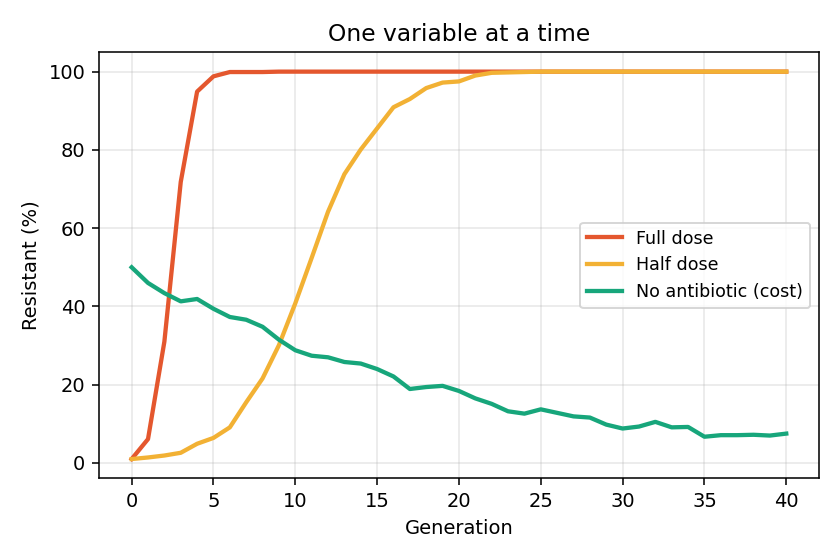 One variable at a time
Resistant (%)
100
80
60
40
20
0
Full dose
Half dose
No antibiotic (cost)
0 5 10 15 20 25 30 35 40
Generation